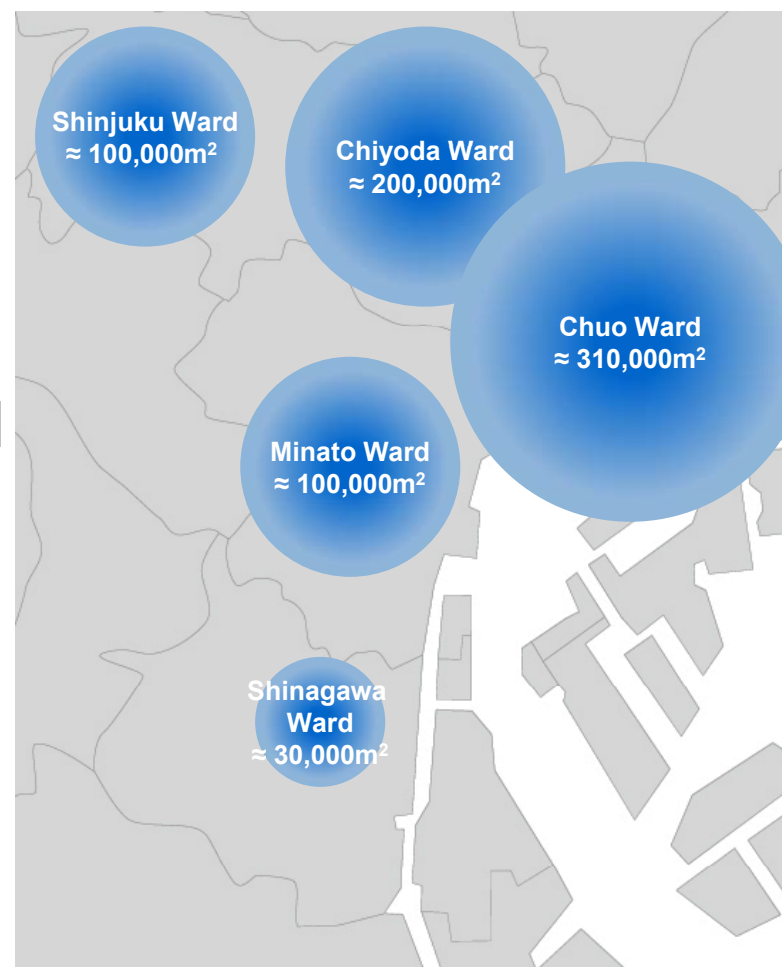 Shinjuku Ward
≈ 100,000m²
Chiyoda Ward
≈ 200,000m²
Chuo Ward
≈ 310,000m²
Minato Ward
≈ 100,000m²
Shinagawa
Ward
≈ 30,000m²